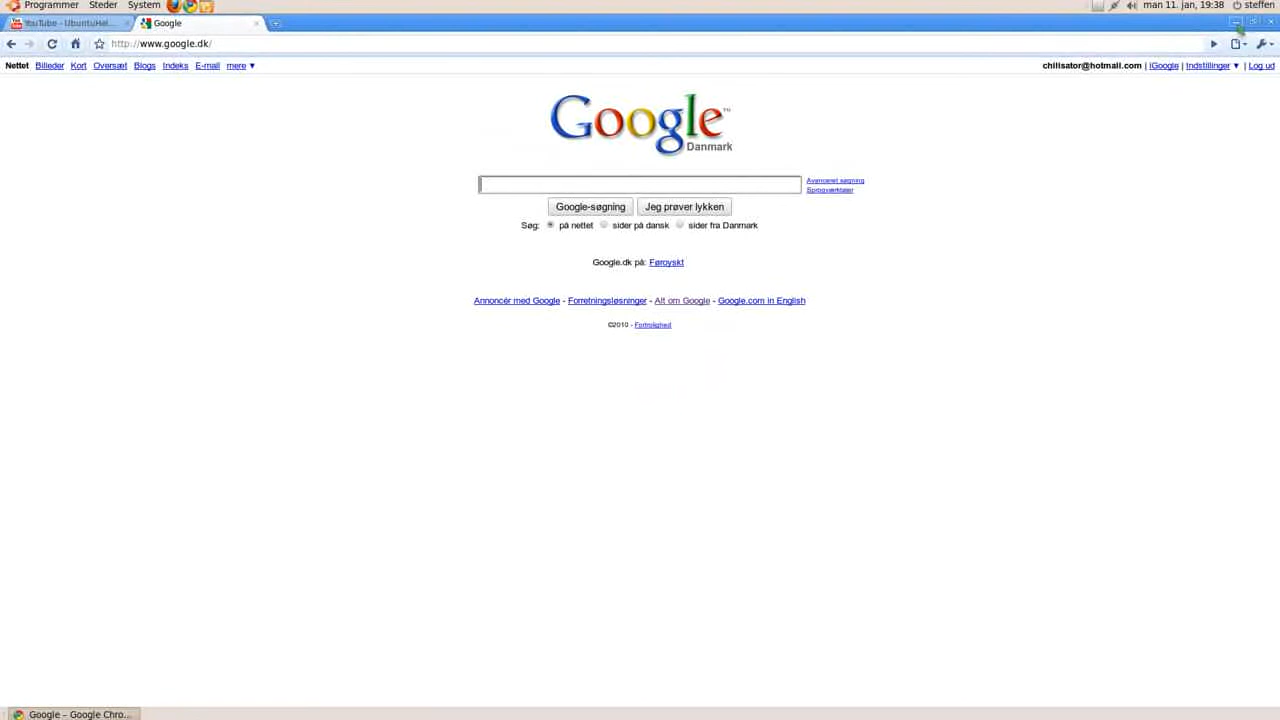 Programmer Steder System man 11. jan, 19:38 steffen
YouTube - UbuntuHel... Google
http://www.google.dk/
Nettet Billeder Kort Oversæt Blogs Indeks E-mail mere ▼ chilisator@hotmail.com | iGoogle | Indstillinger ▼ | Log ud
Google™
Danmark
Avanceret søgning
Sprogværktøjer
Google-søgning Jeg prøver lykken
Søg: på nettet sider på dansk sider fra Danmark
Google.dk på: Føroyskt
Annoncér med Google - Forretningsløsninger - Alt om Google - Google.com in English
©2010 - Fortrolighed
Google – Google Chro...